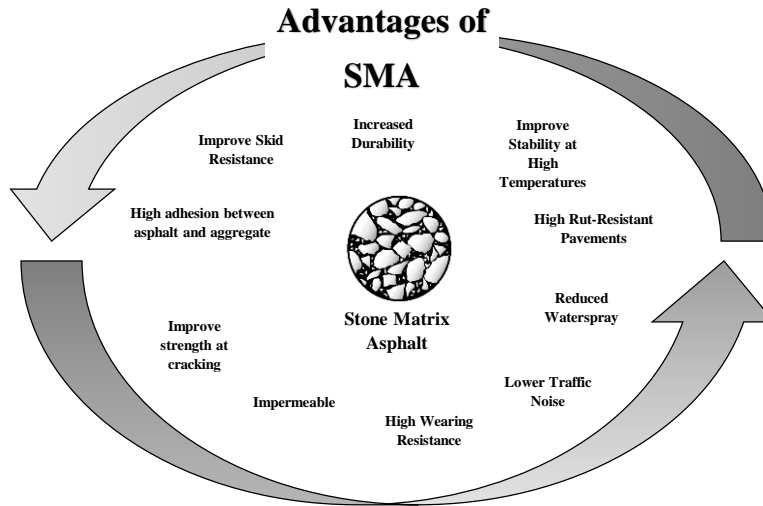 Advantages of
SMA
Increased
Durability
Improve
Stability at
High
Temperatures
High Rut-Resistant
Pavements
Reduced
Waterspray
Lower Traffic
Noise
High Wearing
Resistance
Impermeable
Improve
strength at
cracking
High adhesion between
asphalt and aggregate
Improve Skid
Resistance
Stone Matrix
Asphalt